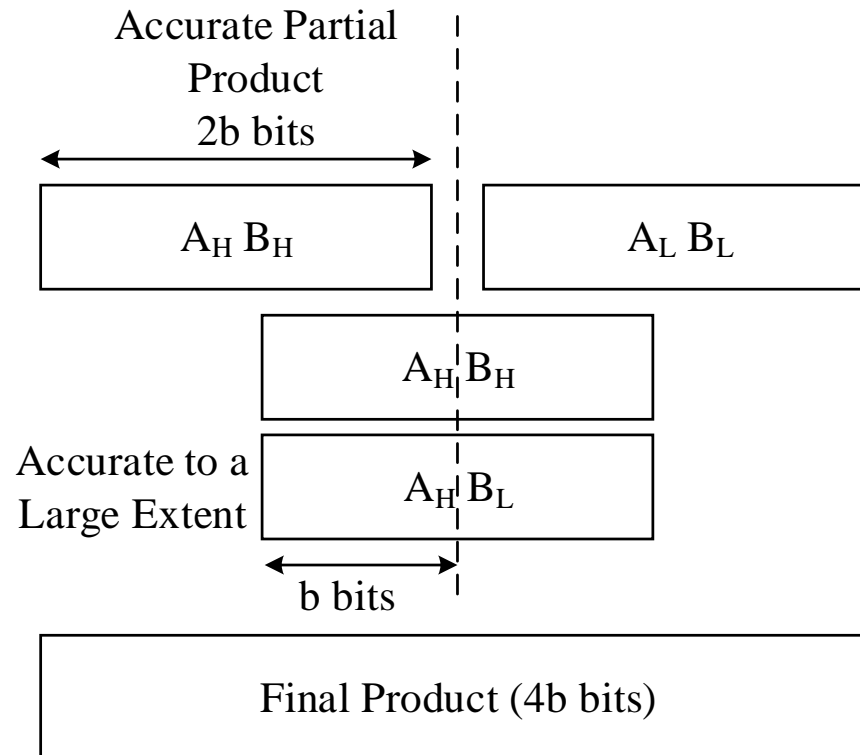 Accurate Partial
Product
2b bits
A_H B_H
A_L B_L
A_H B_H
Accurate to a
Large Extent
A_H B_L
b bits
Final Product (4b bits)